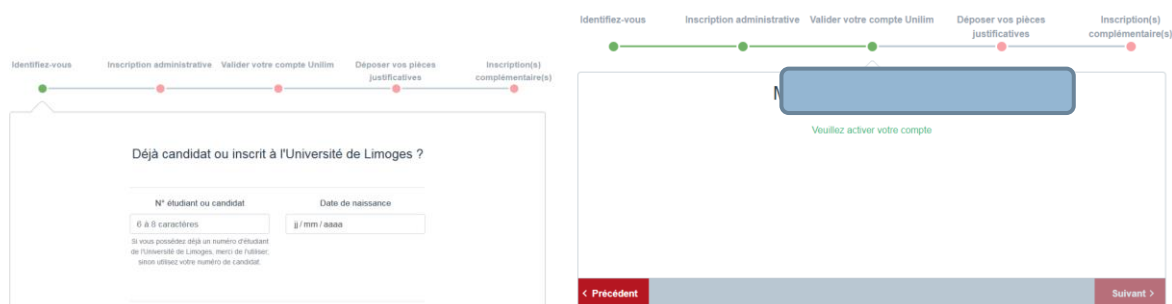 Identifiez-vous
Inscription administrative
Valider votre compte Unilim
Déposer vos pièces
justificatives
Inscription(s)
complémentaire(s)
Déjà candidat ou inscrit à l'Université de Limoges ?
N° étudiant ou candidat
Date de naissance
6 à 8 caractères
jj / mm / aaaa
Si vous possédez déjà un numéro d'étudiant
de l'Université de Limoges, merci de l'utiliser,
sinon utilisez votre numéro de candidat.
Identifiez-vous
Inscription administrative
Valider votre compte Unilim
Déposer vos pièces
justificatives
Inscription(s)
complémentaire(s)
Veuillez activer votre compte
< Précédent
Suivant >